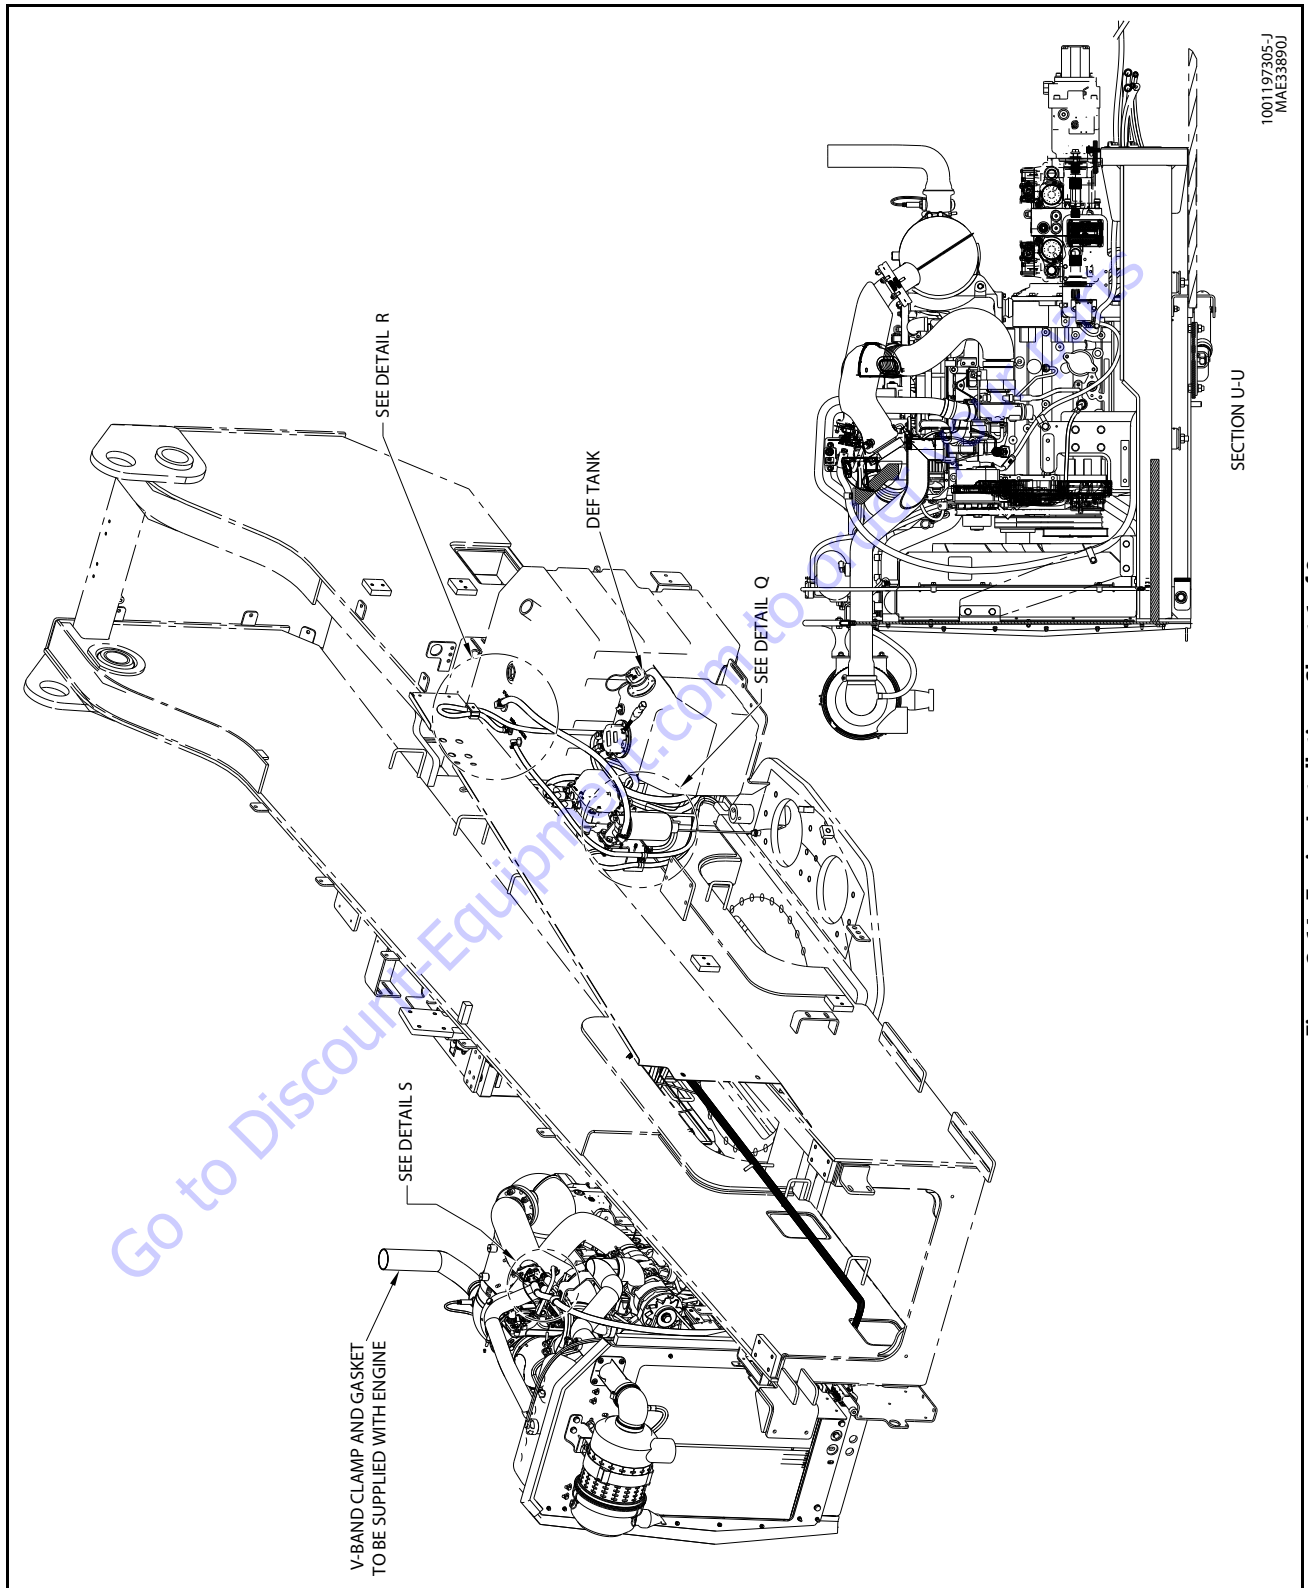 V-BAND CLAMP AND GASKET
TO BE SUPPLIED WITH ENGINE
SEE DETAIL S
SEE DETAIL R
DEF TANK
SEE DETAIL Q
SECTION U-U
1001197305-J
MAE33890J
Go to Discount-Equipment.com to order your parts